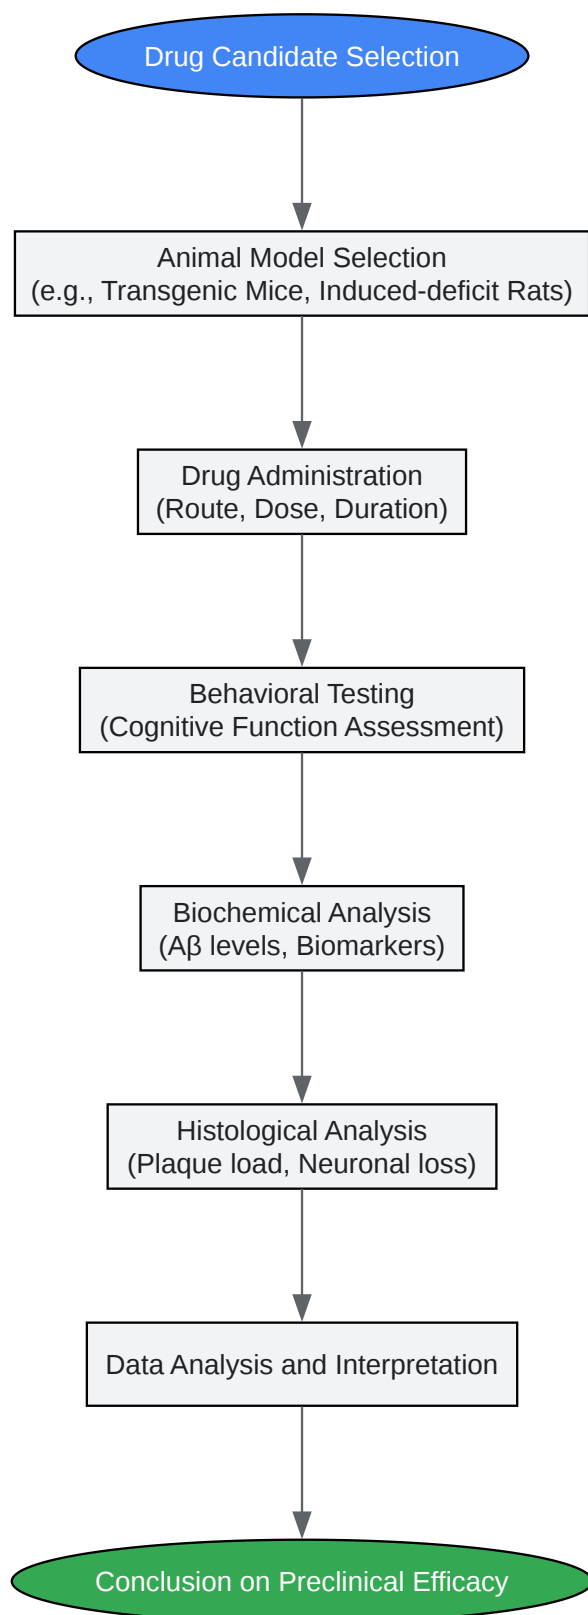 Drug Candidate Selection
Animal Model Selection
(e.g., Transgenic Mice, Induced-deficit Rats)
Drug Administration
(Route, Dose, Duration)
Behavioral Testing
(Cognitive Function Assessment)
Biochemical Analysis
(Aβ levels, Biomarkers)
Histological Analysis
(Plaque load, Neuronal loss)
Data Analysis and Interpretation
Conclusion on Preclinical Efficacy